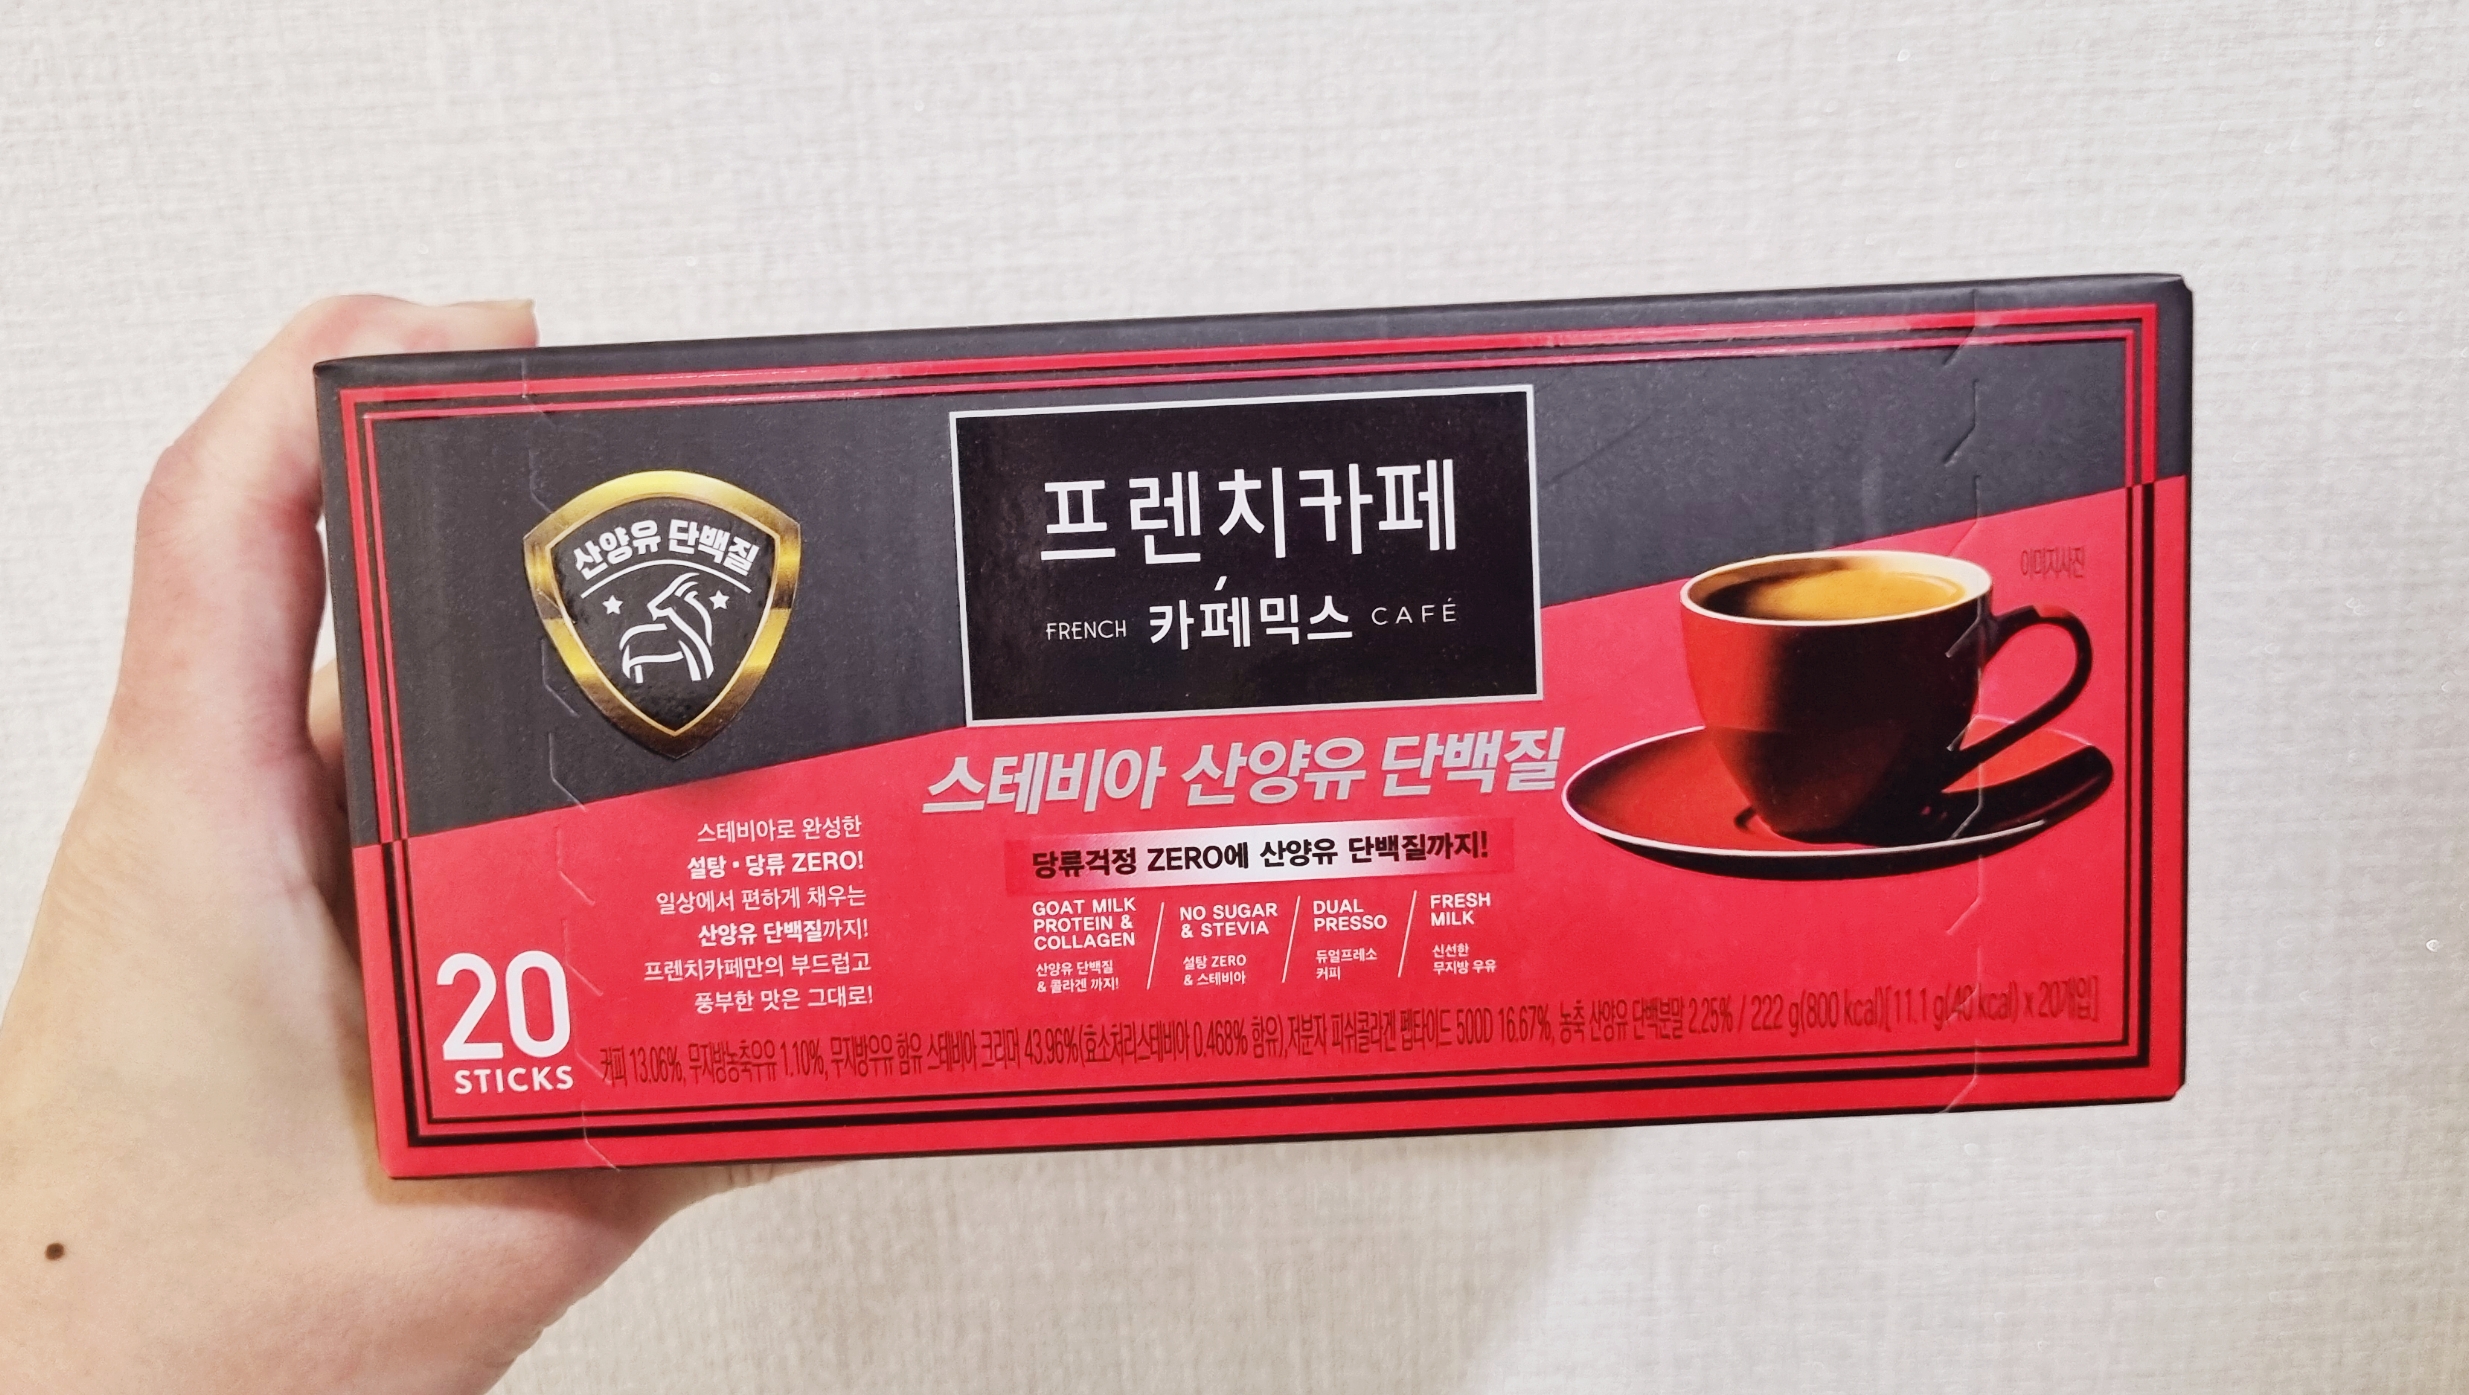 산양유 단백질
프렌치카페
FRENCH 카페믹스 CAFÉ
이미지사진
스테비아 산양유 단백질
당류걱정 ZERO에 산양유 단백질까지!
스테비아로 완성한
설탕·당류 ZERO!
일상에서 편하게 채우는
산양유 단백질까지!
프렌치카페만의 부드럽고
풍부한 맛은 그대로!
GOAT MILK
PROTEIN &
COLLAGEN
산양유 단백질
& 콜라겐 까지!
NO SUGAR
& STEVIA
설탕 ZERO
& 스테비아
DUAL
PRESSO
듀얼프레소
커피
FRESH
MILK
신선한
무지방 우유
20
STICKS
커피 13.06%, 무지방농축우유 1.10%, 무지방우유 함유 스테비아 크리머 43.96%(효소처리스테비아 0.468% 함유), 저분자 피쉬콜라겐 펩타이드 500D 16.67%, 농축 산양유 단백분말 2.25% / 222 g(800 kcal)[11.1 g(40 kcal) x 20개입]